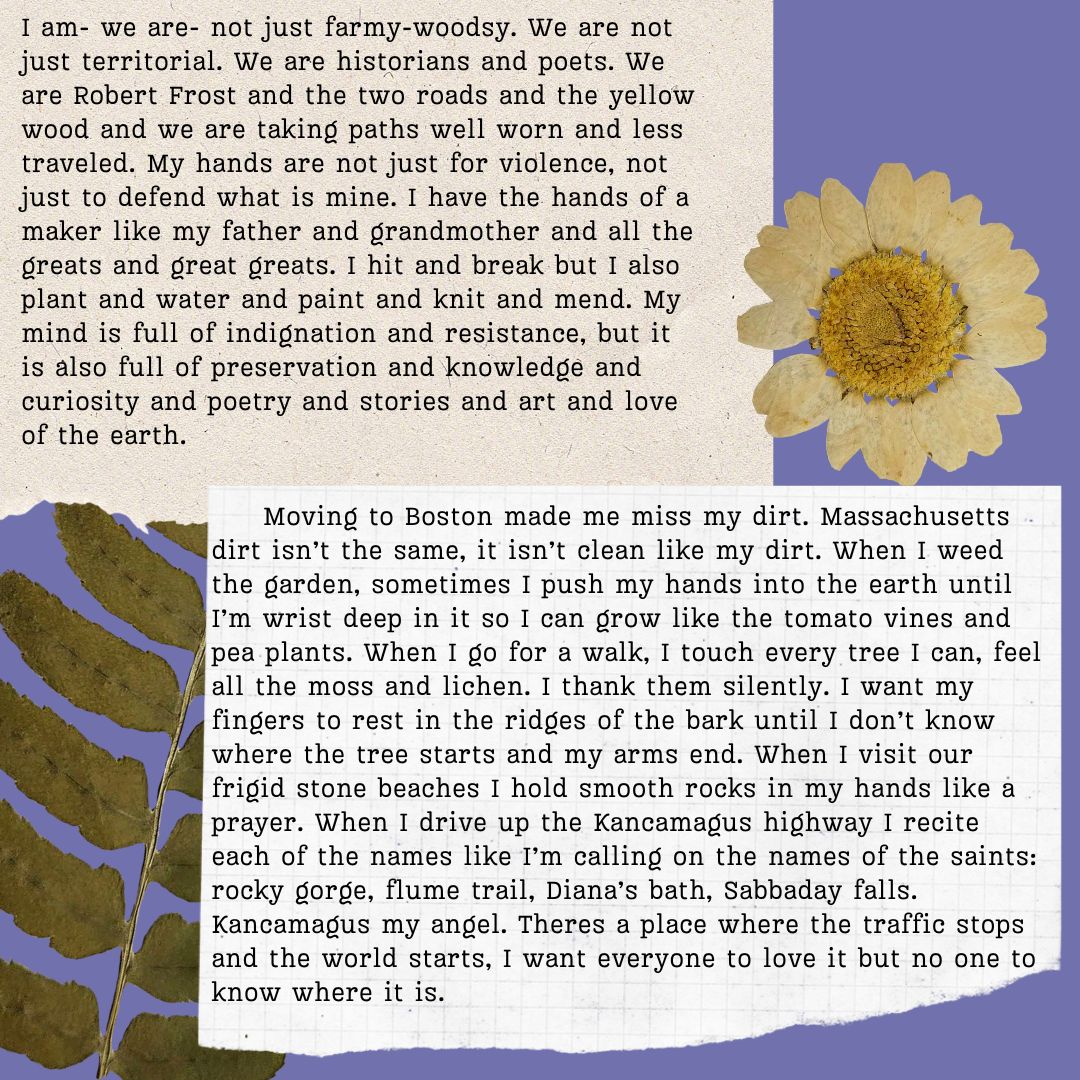 I am- we are- not just farmy-woodsy. We are not
just territorial. We are historians and poets. We
are Robert Frost and the two roads and the yellow
wood and we are taking paths well worn and less
traveled. My hands are not just for violence, not
just to defend what is mine. I have the hands of a
maker like my father and grandmother and all the
greats and great greats. I hit and break but I also
plant and water and paint and knit and mend. My
mind is full of indignation and resistance, but it
is also full of preservation and knowledge and
curiosity and poetry and stories and art and love
of the earth.
Moving to Boston made me miss my dirt. Massachusetts
dirt isn’t the same, it isn’t clean like my dirt. When I weed
the garden, sometimes I push my hands into the earth until
I’m wrist deep in it so I can grow like the tomato vines and
pea plants. When I go for a walk, I touch every tree I can, feel
all the moss and lichen. I thank them silently. I want my
fingers to rest in the ridges of the bark until I don’t know
where the tree starts and my arms end. When I visit our
frigid stone beaches I hold smooth rocks in my hands like a
prayer. When I drive up the Kancamagus highway I recite
each of the names like I’m calling on the names of the saints:
rocky gorge, flume trail, Diana’s bath, Sabbaday falls.
Kancamagus my angel. Theres a place where the traffic stops
and the world starts, I want everyone to love it but no one to
know where it is.